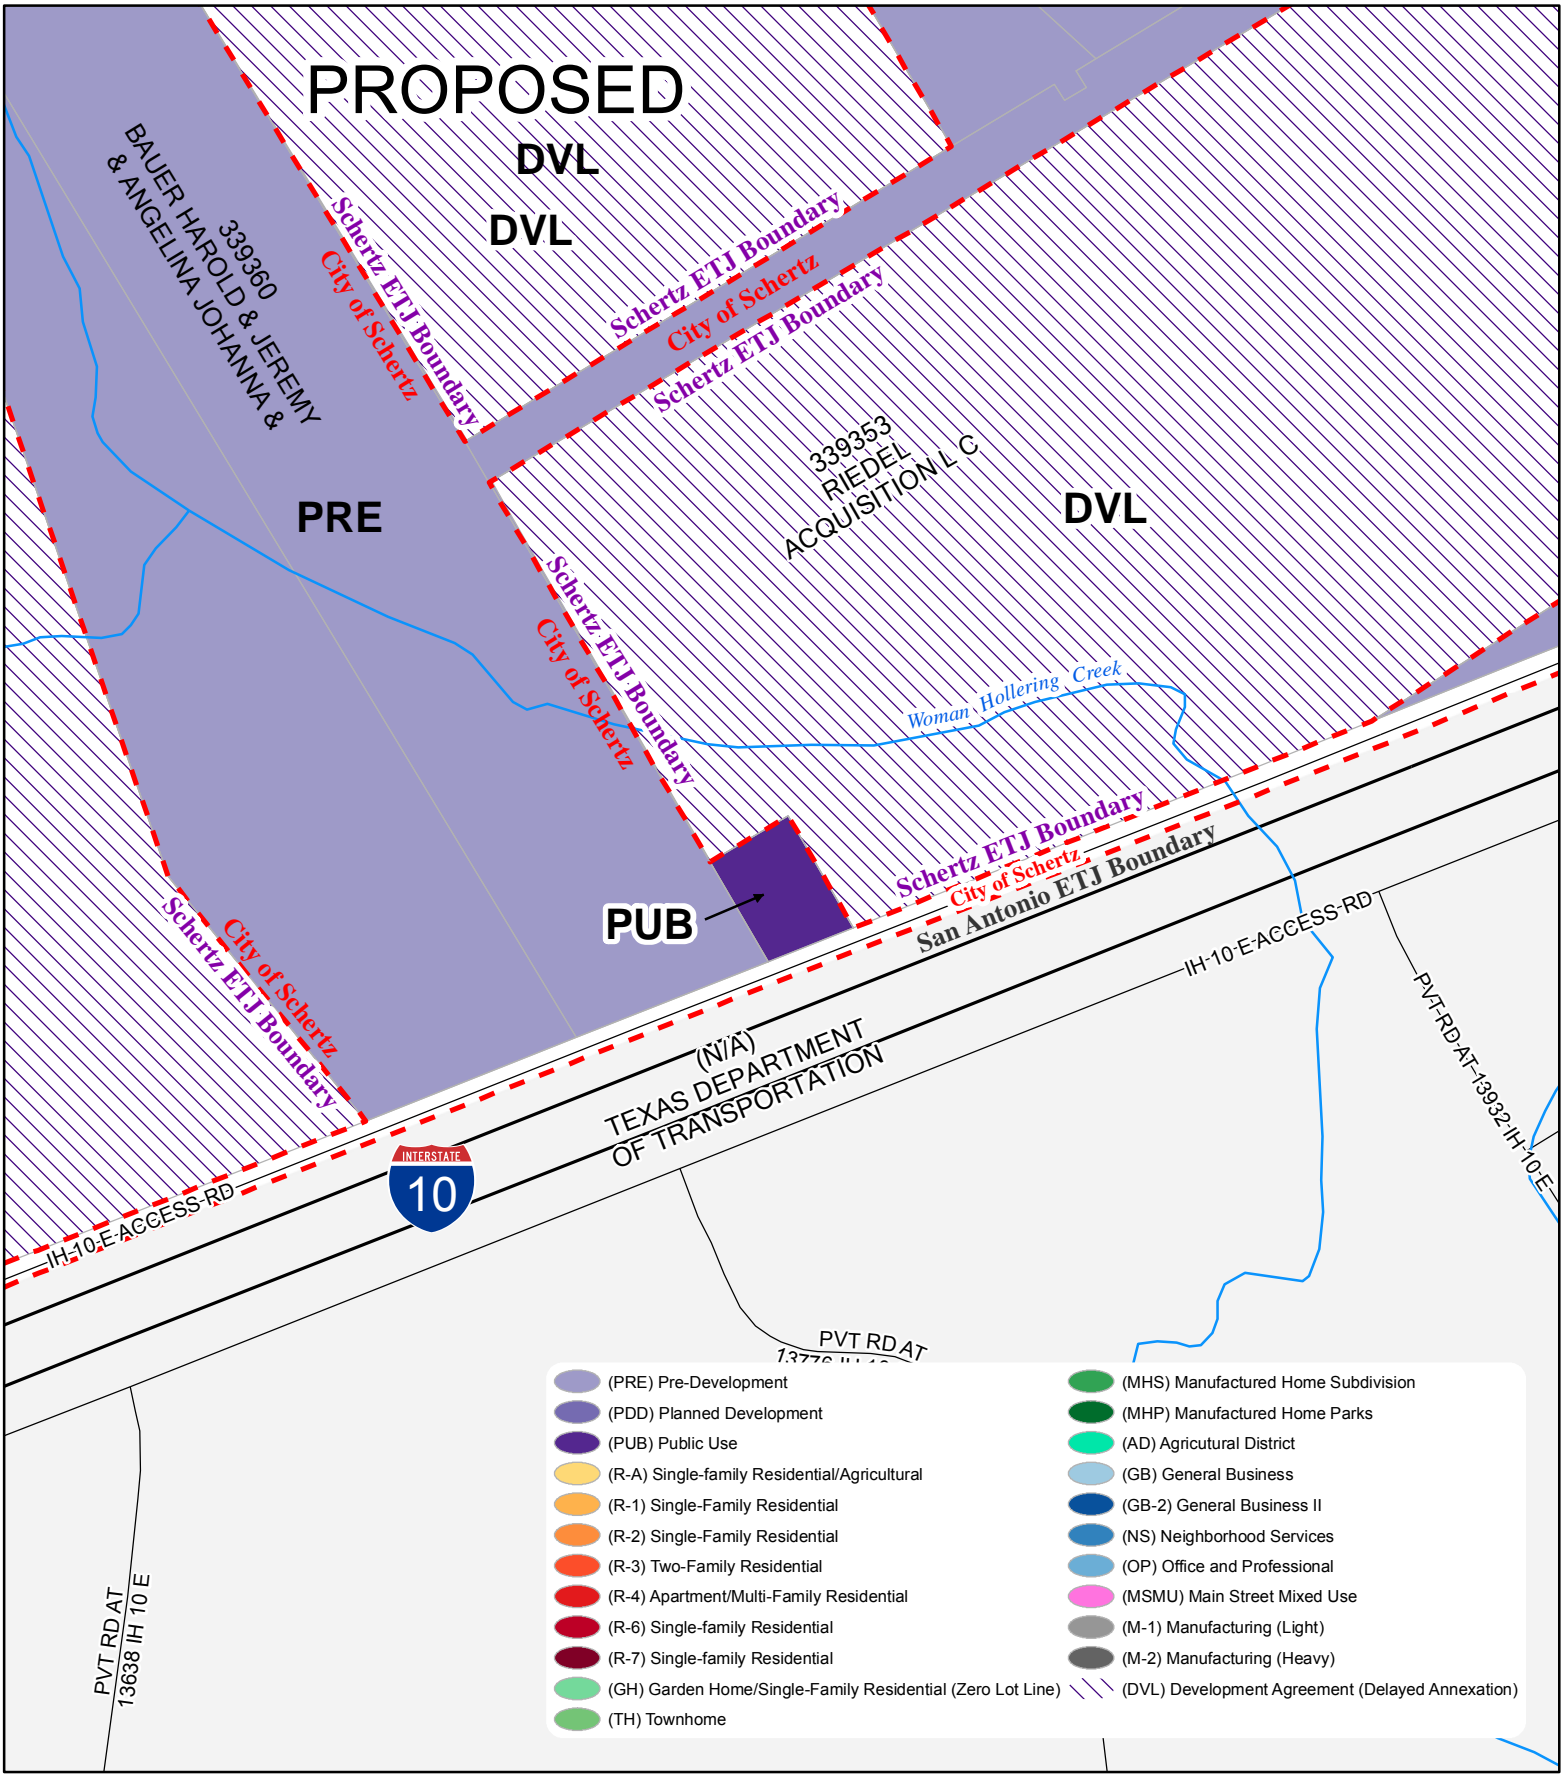 PROPOSED
DVL
DVL
339360
BAUER HAROLD & JEREMY
& ANGELINA JOHANNA &
Schertz ETJ Boundary
City of Schertz
Schertz ETJ Boundary
City of Schertz
Schertz ETJ Boundary
339353
RIEDEL
ACQUISITION L C
DVL
PRE
Schertz ETJ Boundary
City of Schertz
Woman Hollering Creek
PUB
Schertz ETJ Boundary
City of Schertz
San Antonio ETJ Boundary
City of Schertz
Schertz ETJ Boundary
IH-10-E-ACCESS-RD
PVT-RD-AT-13932-IH-10-E
(N/A)
TEXAS DEPARTMENT
OF TRANSPORTATION
INTERSTATE
10
IH-10-E-ACCESS-RD
PVT RD AT
13776 IH 10
PVT RD AT
13638 IH 10 E
(PRE) Pre-Development
(PDD) Planned Development
(PUB) Public Use
(R-A) Single-family Residential/Agricultural
(R-1) Single-Family Residential
(R-2) Single-Family Residential
(R-3) Two-Family Residential
(R-4) Apartment/Multi-Family Residential
(R-6) Single-family Residential
(R-7) Single-family Residential
(GH) Garden Home/Single-Family Residential (Zero Lot Line)
(TH) Townhome
(MHS) Manufactured Home Subdivision
(MHP) Manufactured Home Parks
(AD) Agricutural District
(GB) General Business
(GB-2) General Business II
(NS) Neighborhood Services
(OP) Office and Professional
(MSMU) Main Street Mixed Use
(M-1) Manufacturing (Light)
(M-2) Manufacturing (Heavy)
(DVL) Development Agreement (Delayed Annexation)